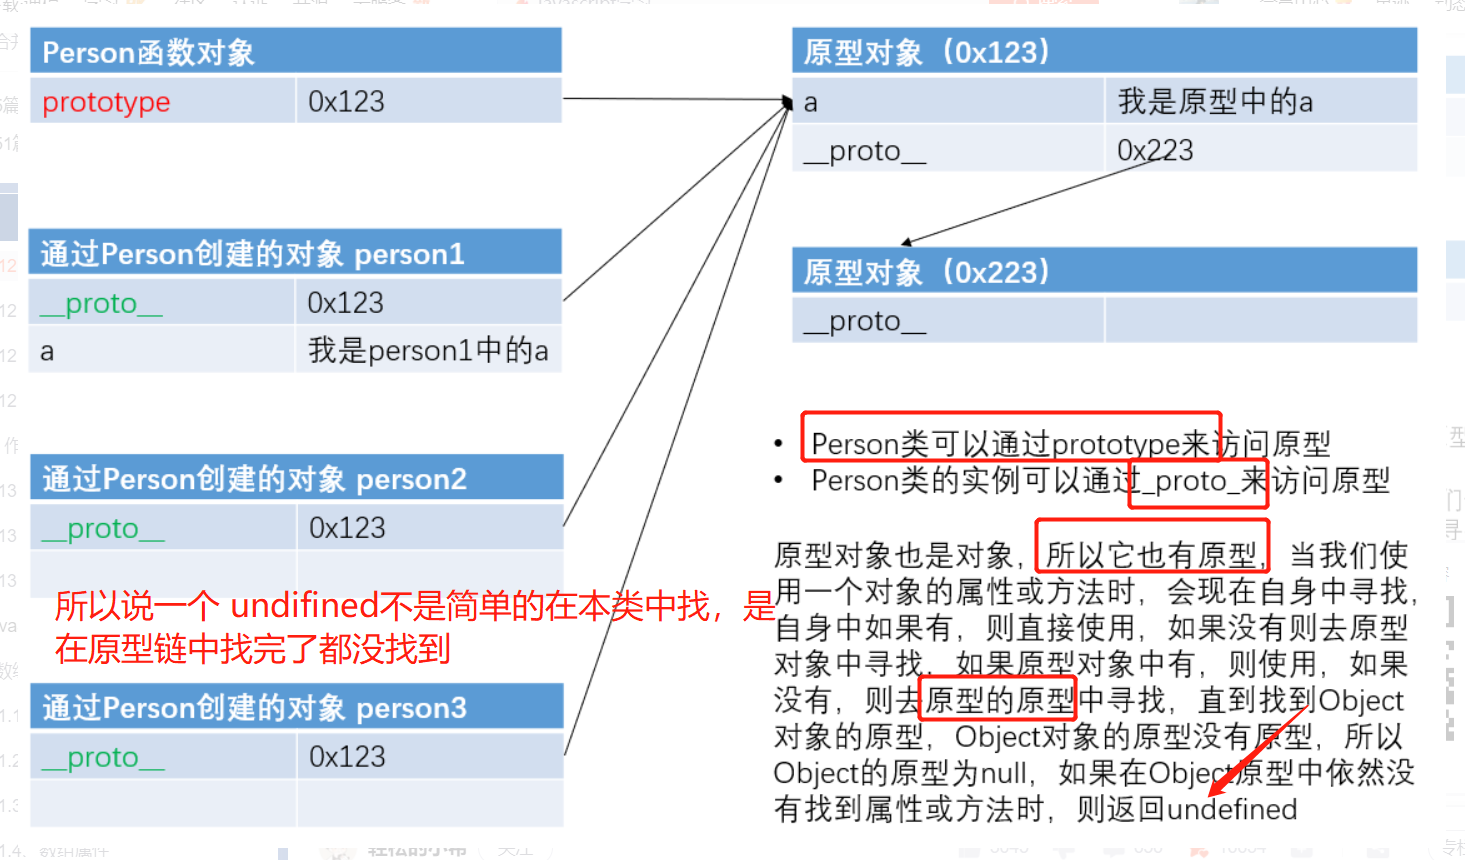 Person函数对象
prototype 0x123
原型对象（0x123）
a 我是原型中的a
__proto__ 0x223
通过Person创建的对象 person1
__proto__ 0x123
a 我是person1中的a
原型对象（0x223）
__proto__
通过Person创建的对象 person2
__proto__ 0x123
所以说一个 undifined不是简单的在本类中找，是
在原型链中找完了都没找到
通过Person创建的对象 person3
__proto__ 0x123
• Person类可以通过prototype来访问原型
• Person类的实例可以通过_proto_来访问原型
原型对象也是对象，所以它也有原型，当我们使
用一个对象的属性或方法时，会现在自身中寻找，
自身中如果有，则直接使用，如果没有则去原型
对象中寻找，如果原型对象中有，则使用，如果
没有，则去原型的原型中寻找，直到找到Object
对象的原型，Object对象的原型没有原型，所以
Object的原型为null，如果在Object原型中依然没
有找到属性或方法时，则返回undefined